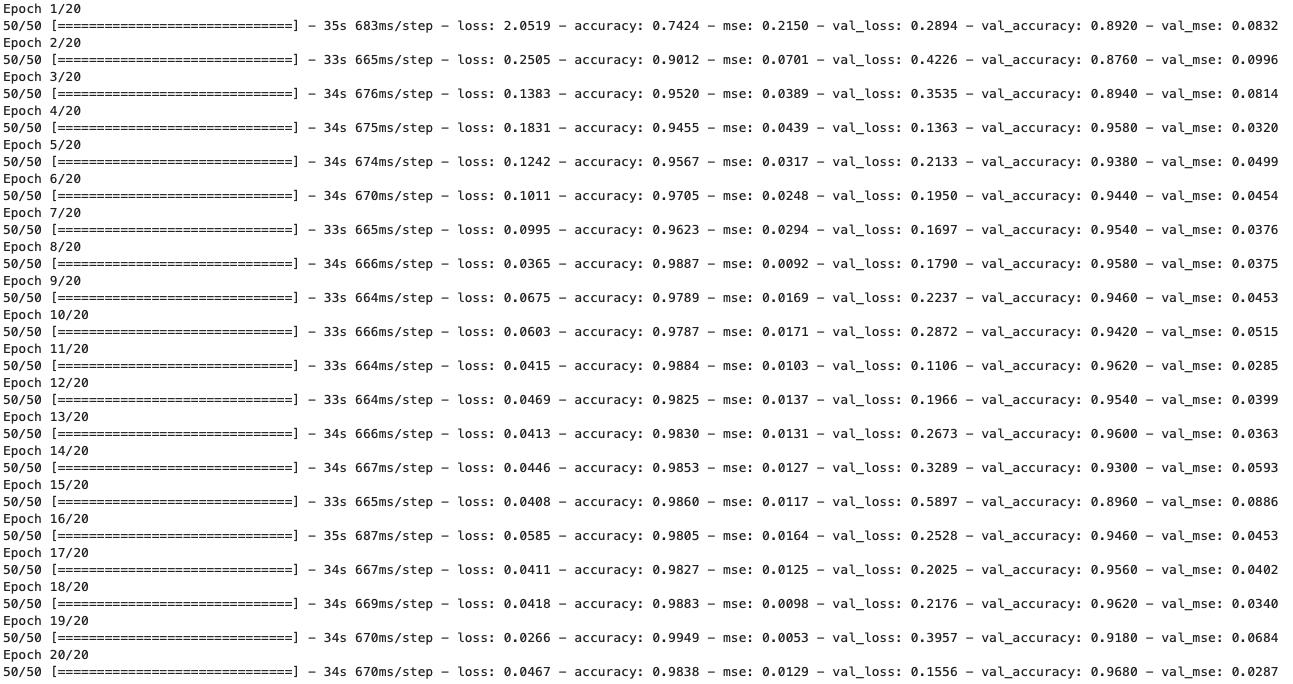 Epoch 1/20
50/50 [==============================] - 35s 683ms/step - loss: 2.0519 - accuracy: 0.7424 - mse: 0.2150 - val_loss: 0.2894 - val_accuracy: 0.8920 - val_mse: 0.0832
Epoch 2/20
50/50 [==============================] - 33s 665ms/step - loss: 0.2505 - accuracy: 0.9012 - mse: 0.0701 - val_loss: 0.4226 - val_accuracy: 0.8760 - val_mse: 0.0996
Epoch 3/20
50/50 [==============================] - 34s 676ms/step - loss: 0.1383 - accuracy: 0.9520 - mse: 0.0389 - val_loss: 0.3535 - val_accuracy: 0.8940 - val_mse: 0.0814
Epoch 4/20
50/50 [==============================] - 34s 675ms/step - loss: 0.1831 - accuracy: 0.9455 - mse: 0.0439 - val_loss: 0.1363 - val_accuracy: 0.9580 - val_mse: 0.0320
Epoch 5/20
50/50 [==============================] - 34s 674ms/step - loss: 0.1242 - accuracy: 0.9567 - mse: 0.0317 - val_loss: 0.2133 - val_accuracy: 0.9380 - val_mse: 0.0499
Epoch 6/20
50/50 [==============================] - 34s 670ms/step - loss: 0.1011 - accuracy: 0.9705 - mse: 0.0248 - val_loss: 0.1950 - val_accuracy: 0.9440 - val_mse: 0.0454
Epoch 7/20
50/50 [==============================] - 33s 665ms/step - loss: 0.0995 - accuracy: 0.9623 - mse: 0.0294 - val_loss: 0.1697 - val_accuracy: 0.9540 - val_mse: 0.0376
Epoch 8/20
50/50 [==============================] - 34s 666ms/step - loss: 0.0365 - accuracy: 0.9887 - mse: 0.0092 - val_loss: 0.1790 - val_accuracy: 0.9580 - val_mse: 0.0375
Epoch 9/20
50/50 [==============================] - 33s 664ms/step - loss: 0.0675 - accuracy: 0.9789 - mse: 0.0169 - val_loss: 0.2237 - val_accuracy: 0.9460 - val_mse: 0.0453
Epoch 10/20
50/50 [==============================] - 33s 666ms/step - loss: 0.0603 - accuracy: 0.9787 - mse: 0.0171 - val_loss: 0.2872 - val_accuracy: 0.9420 - val_mse: 0.0515
Epoch 11/20
50/50 [==============================] - 33s 664ms/step - loss: 0.0415 - accuracy: 0.9884 - mse: 0.0103 - val_loss: 0.1106 - val_accuracy: 0.9620 - val_mse: 0.0285
Epoch 12/20
50/50 [==============================] - 33s 664ms/step - loss: 0.0469 - accuracy: 0.9825 - mse: 0.0137 - val_loss: 0.1966 - val_accuracy: 0.9540 - val_mse: 0.0399
Epoch 13/20
50/50 [==============================] - 34s 666ms/step - loss: 0.0413 - accuracy: 0.9830 - mse: 0.0131 - val_loss: 0.2673 - val_accuracy: 0.9600 - val_mse: 0.0363
Epoch 14/20
50/50 [==============================] - 34s 667ms/step - loss: 0.0446 - accuracy: 0.9853 - mse: 0.0127 - val_loss: 0.3289 - val_accuracy: 0.9300 - val_mse: 0.0593
Epoch 15/20
50/50 [==============================] - 33s 665ms/step - loss: 0.0408 - accuracy: 0.9860 - mse: 0.0117 - val_loss: 0.5897 - val_accuracy: 0.8960 - val_mse: 0.0886
Epoch 16/20
50/50 [==============================] - 35s 687ms/step - loss: 0.0585 - accuracy: 0.9805 - mse: 0.0164 - val_loss: 0.2528 - val_accuracy: 0.9460 - val_mse: 0.0453
Epoch 17/20
50/50 [==============================] - 34s 667ms/step - loss: 0.0411 - accuracy: 0.9827 - mse: 0.0125 - val_loss: 0.2025 - val_accuracy: 0.9560 - val_mse: 0.0402
Epoch 18/20
50/50 [==============================] - 34s 669ms/step - loss: 0.0418 - accuracy: 0.9883 - mse: 0.0098 - val_loss: 0.2176 - val_accuracy: 0.9620 - val_mse: 0.0340
Epoch 19/20
50/50 [==============================] - 34s 670ms/step - loss: 0.0266 - accuracy: 0.9949 - mse: 0.0053 - val_loss: 0.3957 - val_accuracy: 0.9180 - val_mse: 0.0684
Epoch 20/20
50/50 [==============================] - 34s 670ms/step - loss: 0.0467 - accuracy: 0.9838 - mse: 0.0129 - val_loss: 0.1556 - val_accuracy: 0.9680 - val_mse: 0.0287